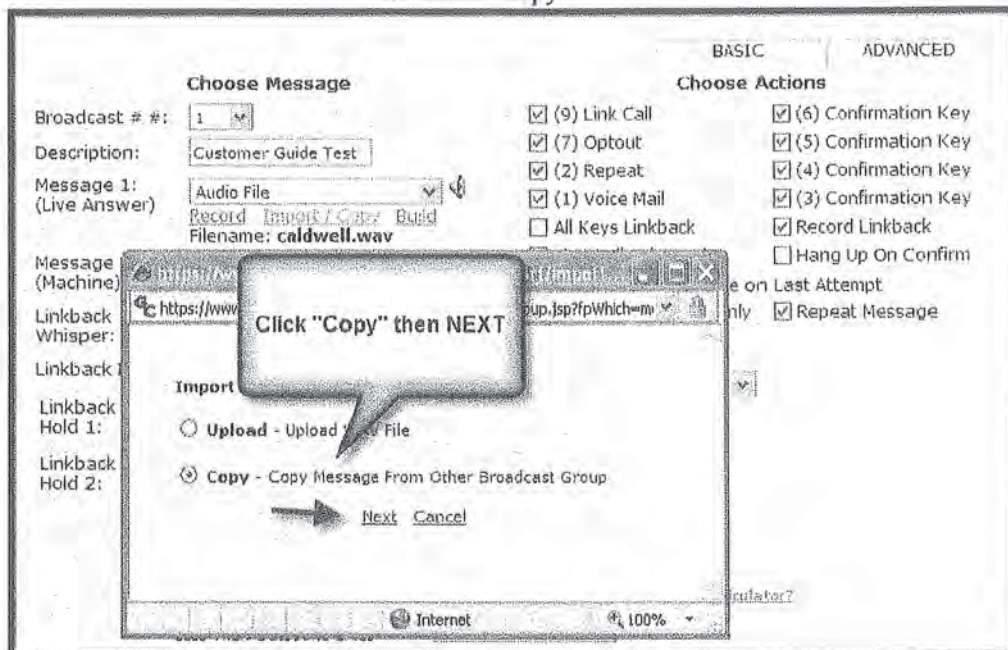 BASIC ADVANCED
Choose Message
Choose Actions
Broadcast # #: 1
Description: Customer Guide Test
Message 1:
(Live Answer)
Audio File
Record Import / Copy Build
Filename: caldwell.wav
(9) Link Call
(6) Confirmation Key
(7) Optout
(5) Confirmation Key
(2) Repeat
(4) Confirmation Key
(1) Voice Mail
(3) Confirmation Key
All Keys Linkback
Record Linkback
Hang Up On Confirm
e on Last Attempt
nly
Repeat Message
Message
(Machine)
Linkback
Whisper:
Linkback
Linkback
Hold 1:
Linkback
Hold 2:
https://www
oup.jsp?fpWhich=m
Click "Copy" then NEXT
Import
Upload - Upload File
Copy - Copy Message From Other Broadcast Group
Next Cancel
Internet 100%